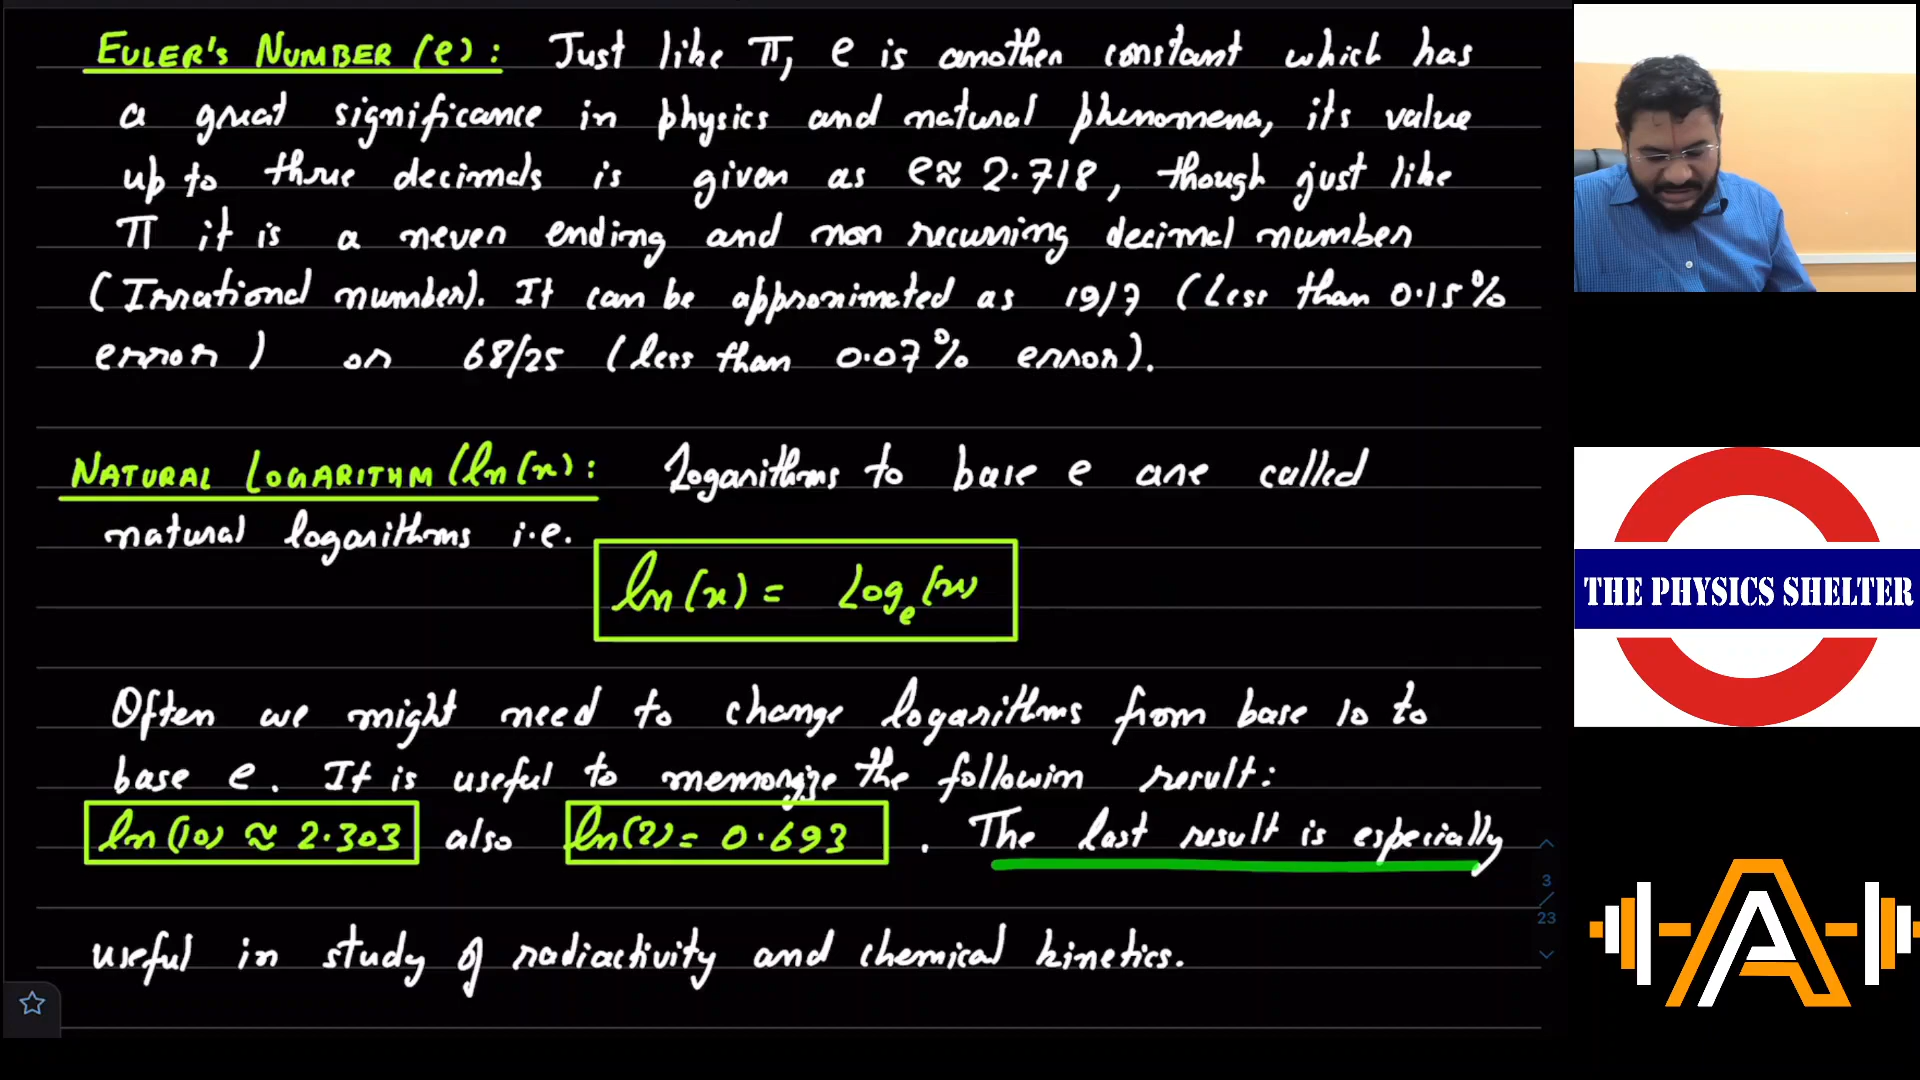 EULER'S NUMBER (e): Just like π, e is another constant which has
a great significance in physics and natural phenomena, its value
up to three decimals is given as e≈ 2.718, though just like
π it is a never ending and non recurring decimal number
(Irrational number). It can be approximated as 19/7 (Less than 0.15%
error) or 68/25 (less than 0.07% error).
NATURAL LOGARITHM (ln(x): Logarithms to base e are called
natural logarithms i.e.
ln(x) = Log_e(x)
Often we might need to change logarithms from base 10 to
base e. It is useful to memorize the followin result:
ln(10) ≈ 2.303 also ln(2) = 0.693 . The last result is especially
useful in study of radiactivity and chemical kinetics.
3/23
THE PHYSICS SHELTER
A